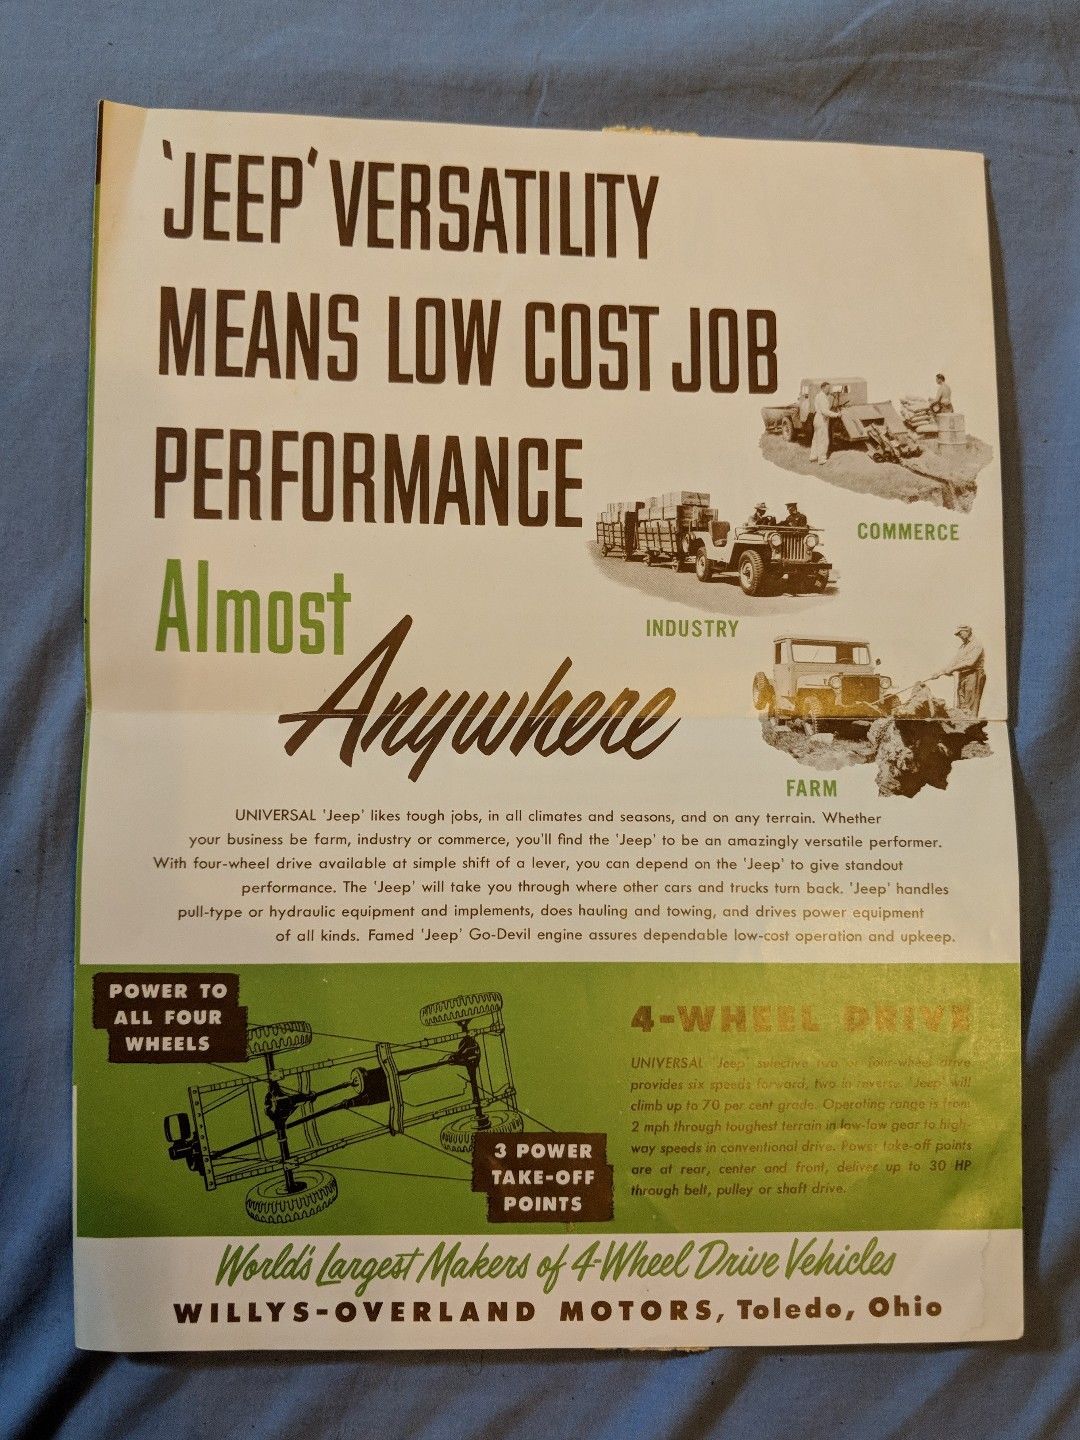 'JEEP' VERSATILITY
MEANS LOW COST JOB
PERFORMANCE
Almost
Anywhere
COMMERCE
INDUSTRY
FARM
UNIVERSAL 'Jeep' likes tough jobs, in all climates and seasons, and on any terrain. Whether
your business be farm, industry or commerce, you'll find the 'Jeep' to be an amazingly versatile performer.
With four-wheel drive available at simple shift of a lever, you can depend on the 'Jeep' to give standout
performance. The 'Jeep' will take you through where other cars and trucks turn back. 'Jeep' handles
pull-type or hydraulic equipment and implements, does hauling and towing, and drives power equipment
of all kinds. Famed 'Jeep' Go-Devil engine assures dependable low-cost operation and upkeep.
POWER TO
ALL FOUR
WHEELS
3 POWER
TAKE-OFF
POINTS
4-WHEEL DRIVE
UNIVERSAL 'Jeep' selective two or four-wheel drive
provides six speeds forward, two in reverse. 'Jeep' will
climb up to 70 per cent grade. Operating range is from
2 mph through toughest terrain in low-low gear to high-
way speeds in conventional drive. Power take-off points
are at rear, center and front, deliver up to 30 HP
through belt, pulley or shaft drive.
World's Largest Makers of 4-Wheel Drive Vehicles
WILLYS-OVERLAND MOTORS, Toledo, Ohio